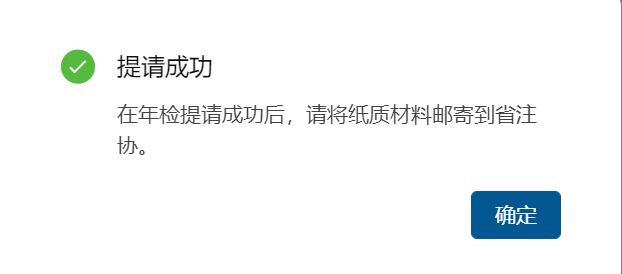 提请成功
在年检提请成功后，请将纸质材料邮寄到省注
协。
确定